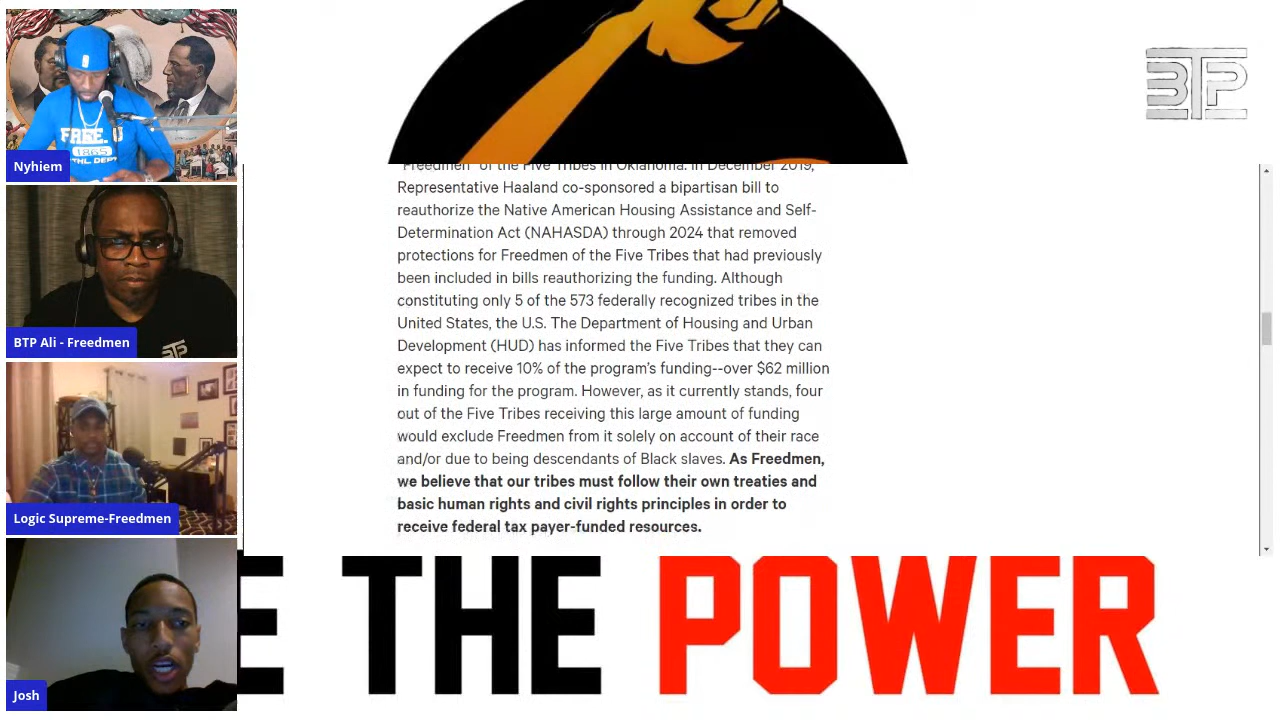 BTP
FREE. U
1865
Nyhiem
BTP Ali - Freedmen
Logic Supreme-Freedmen
Josh
"Freedmen" of the Five Tribes in Oklahoma. In December 2019,
Representative Haaland co-sponsored a bipartisan bill to
reauthorize the Native American Housing Assistance and Self-
Determination Act (NAHASDA) through 2024 that removed
protections for Freedmen of the Five Tribes that had previously
been included in bills reauthorizing the funding. Although
constituting only 5 of the 573 federally recognized tribes in the
United States, the U.S. The Department of Housing and Urban
Development (HUD) has informed the Five Tribes that they can
expect to receive 10% of the program's funding--over $62 million
in funding for the program. However, as it currently stands, four
out of the Five Tribes receiving this large amount of funding
would exclude Freedmen from it solely on account of their race
and/or due to being descendants of Black slaves. As Freedmen,
we believe that our tribes must follow their own treaties and
basic human rights and civil rights principles in order to
receive federal tax payer-funded resources.
E THE POWER